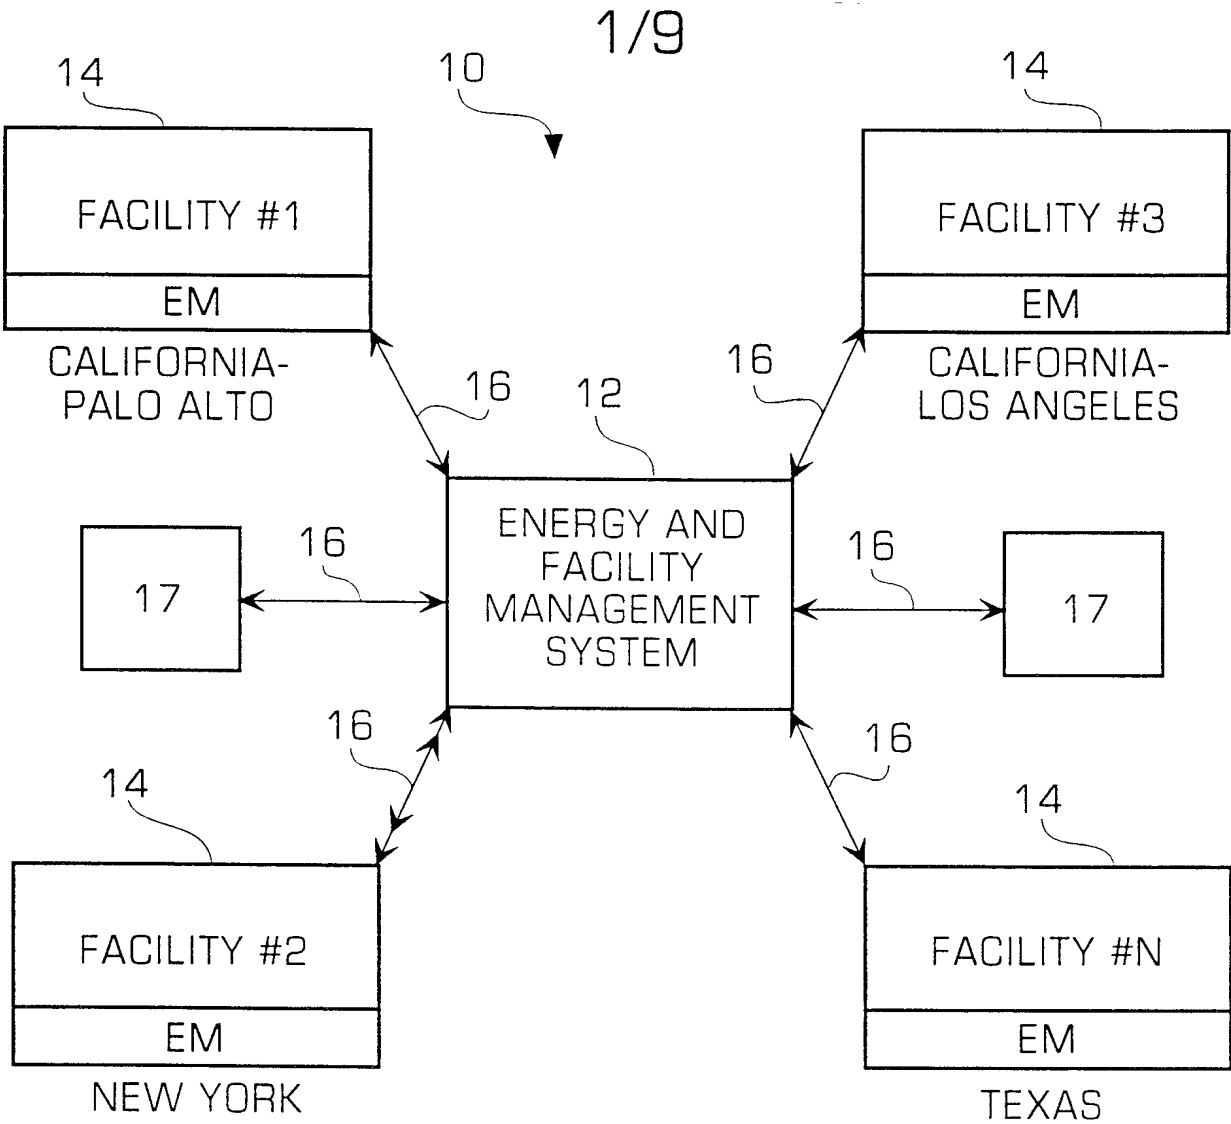 1/9
14
10
14
FACILITY #1
EM
CALIFORNIA-
PALO ALTO
FACILITY #3
EM
CALIFORNIA-
LOS ANGELES
16
16
12
ENERGY AND
FACILITY
MANAGEMENT
SYSTEM
17
16
16
17
16
16
14
14
FACILITY #2
EM
NEW YORK
FACILITY #N
EM
TEXAS